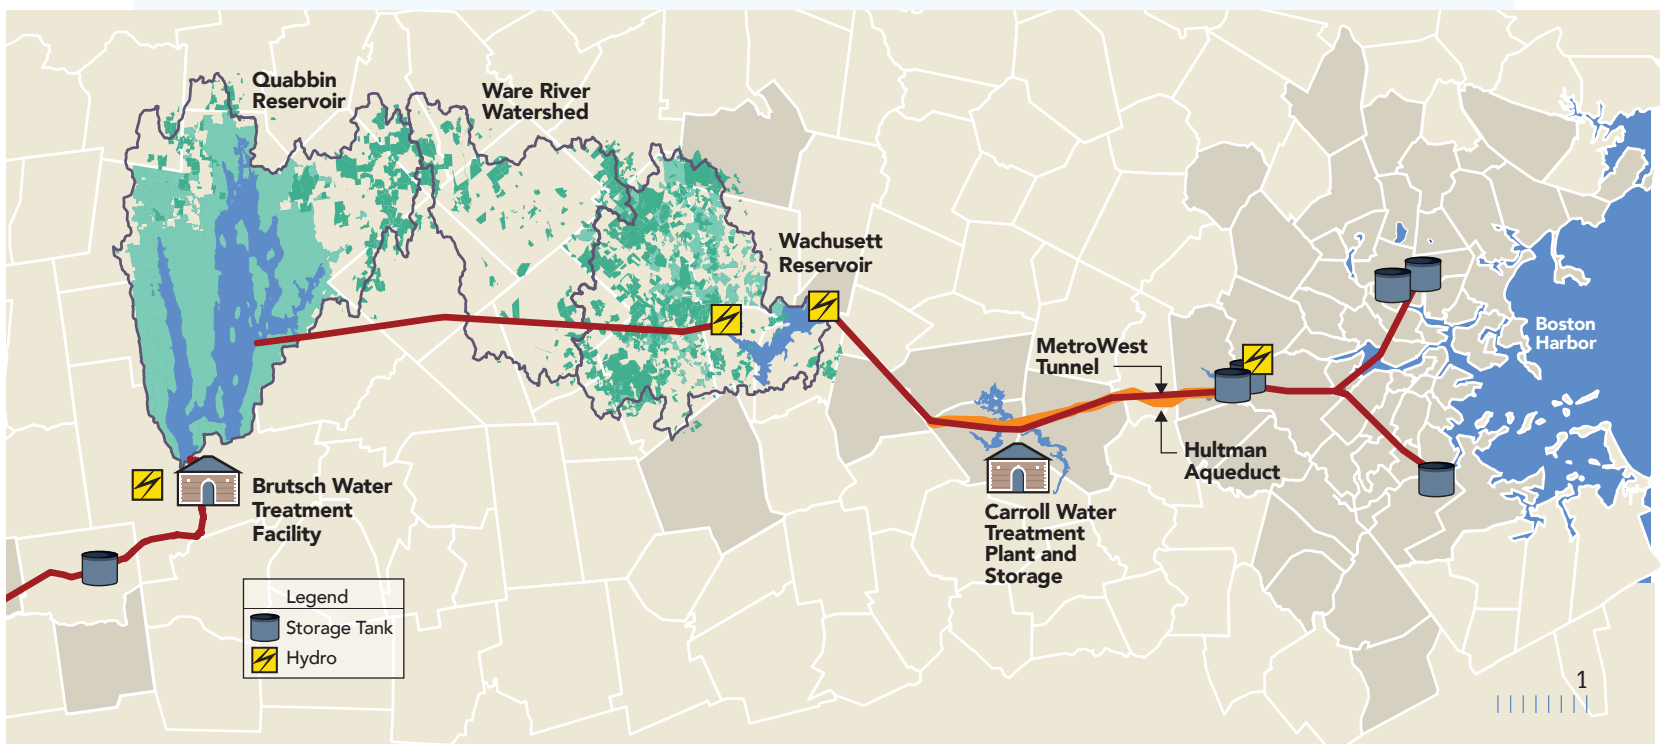 Quabbin
Reservoir
Ware River
Watershed
Wachusett
Reservoir
MetroWest
Tunnel
Boston
Harbor
Hultman
Aqueduct
Brutsch Water
Treatment
Facility
Carroll Water
Treatment
Plant and
Storage
Legend
Storage Tank
Hydro
1